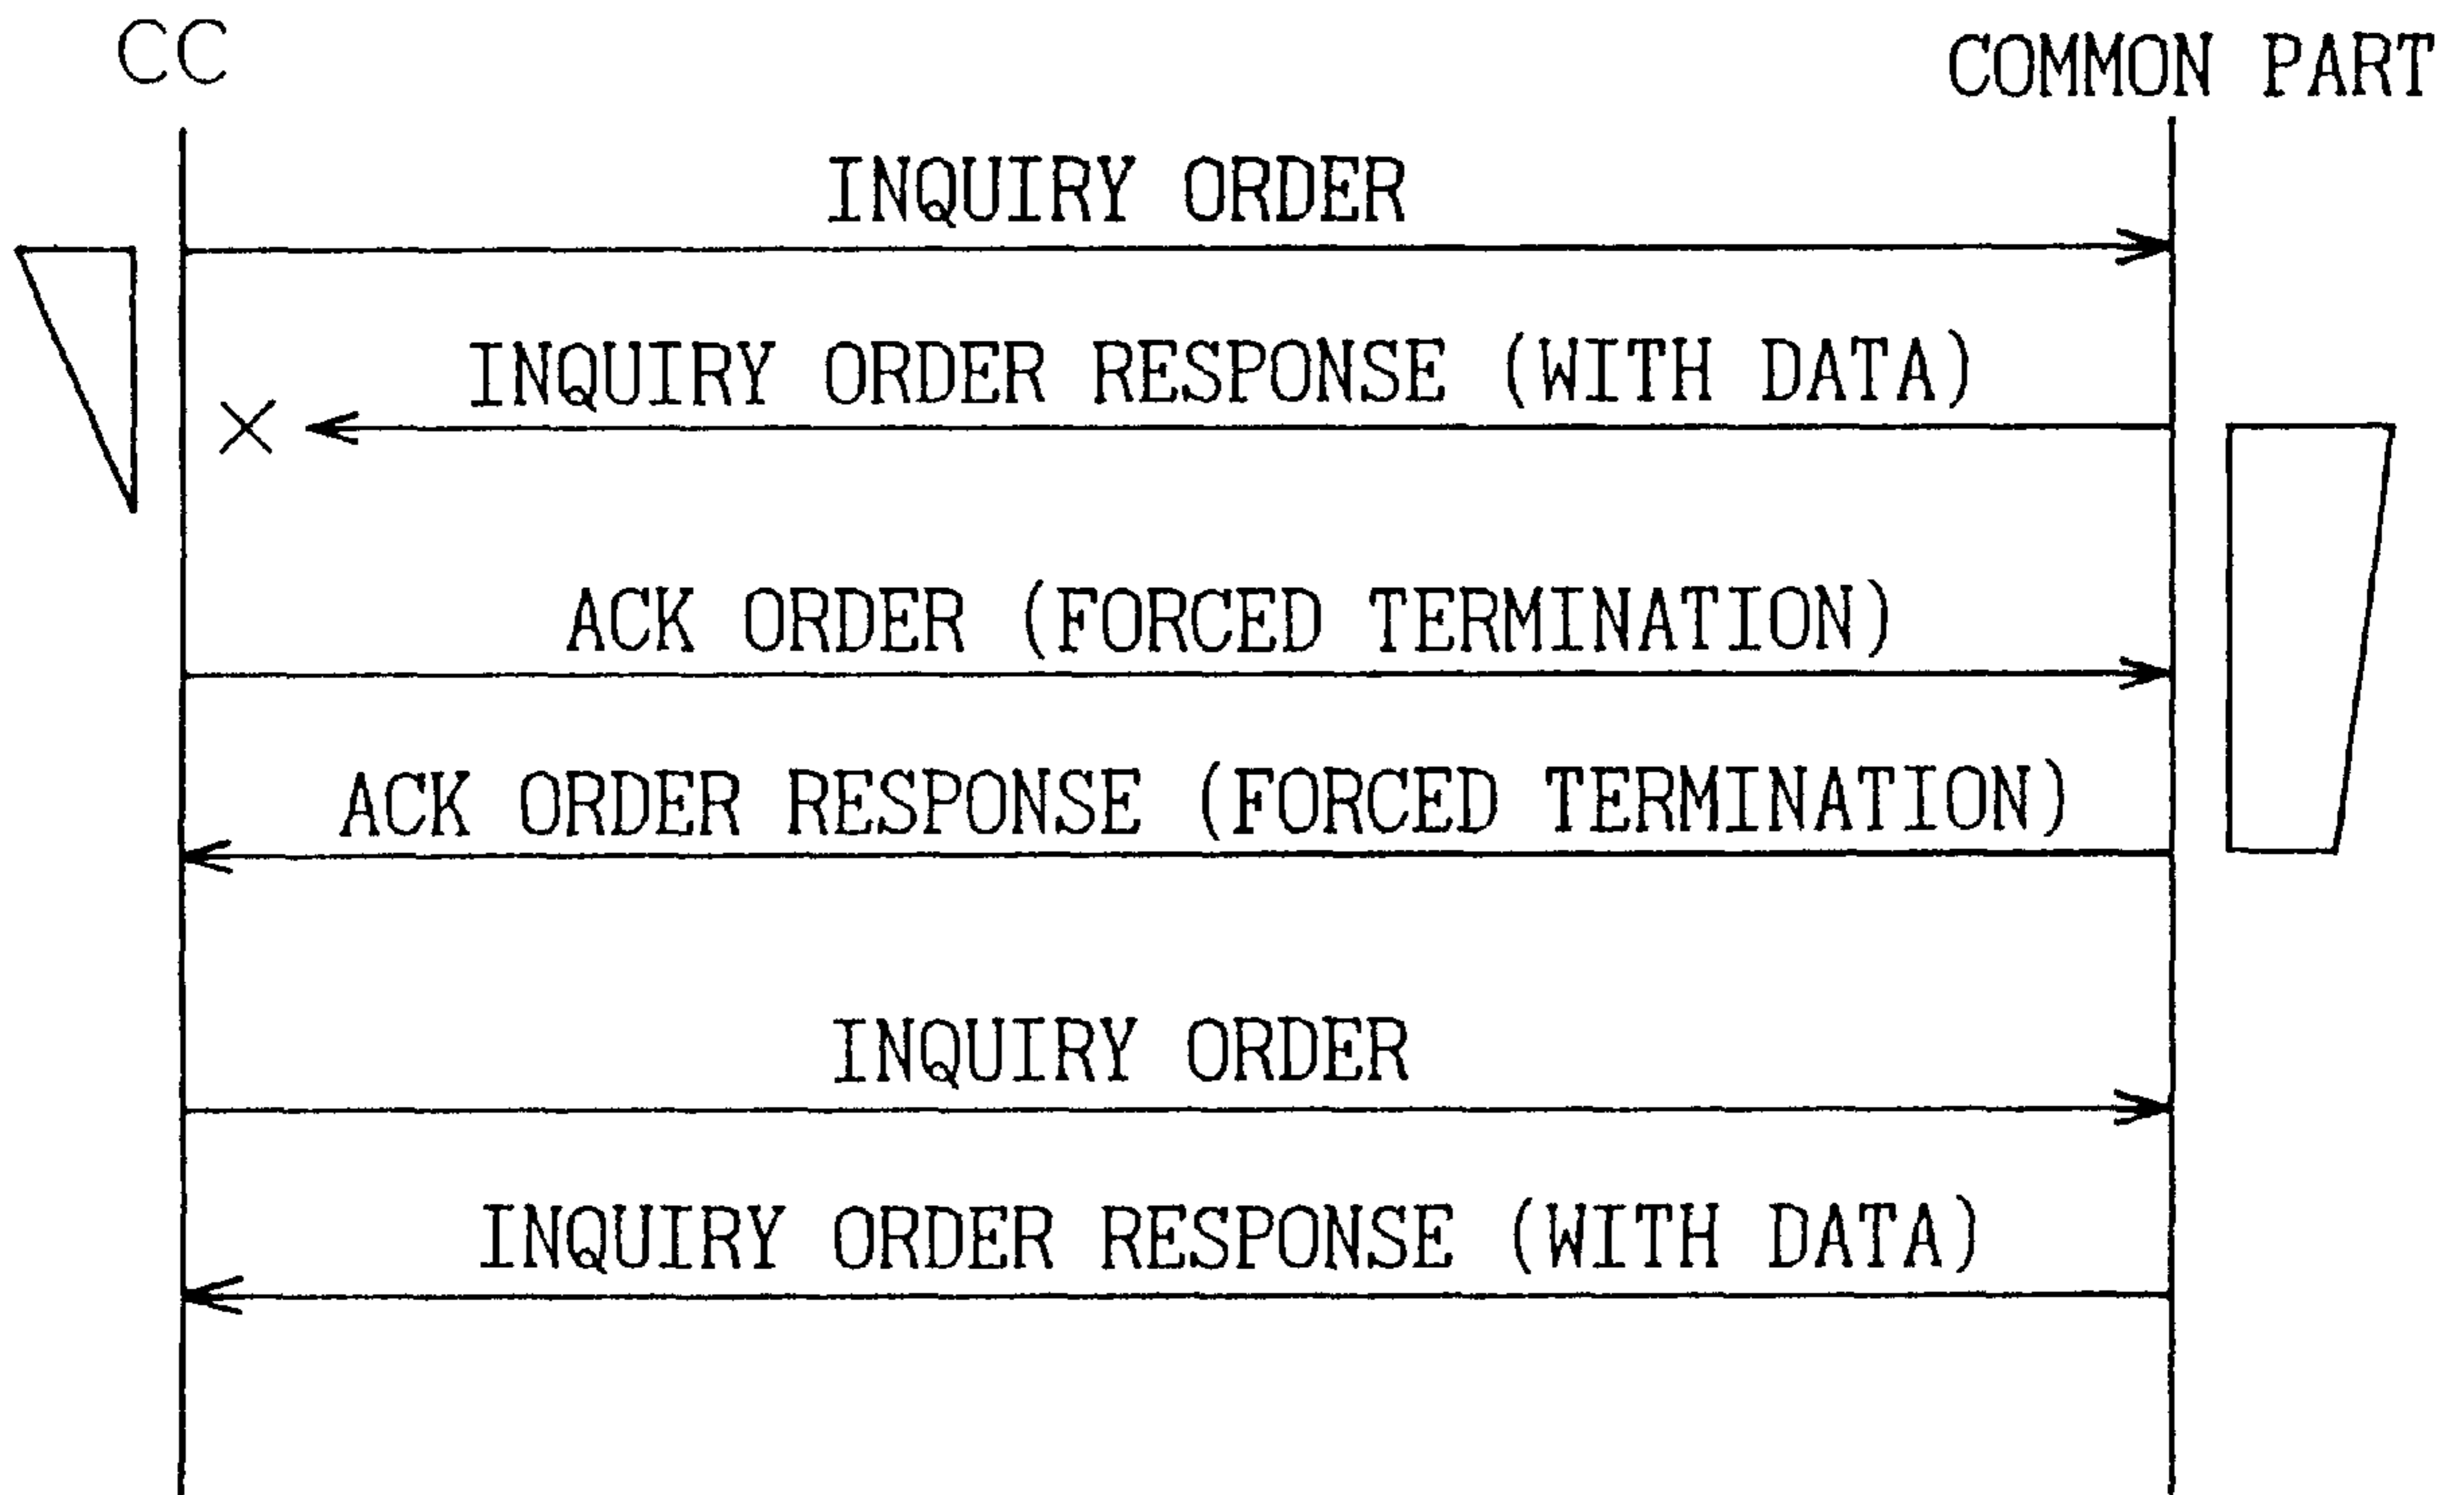 CC
COMMON PART
INQUIRY ORDER
INQUIRY ORDER RESPONSE (WITH DATA)
ACK ORDER (FORCED TERMINATION)
ACK ORDER RESPONSE (FORCED TERMINATION)
INQUIRY ORDER
INQUIRY ORDER RESPONSE (WITH DATA)